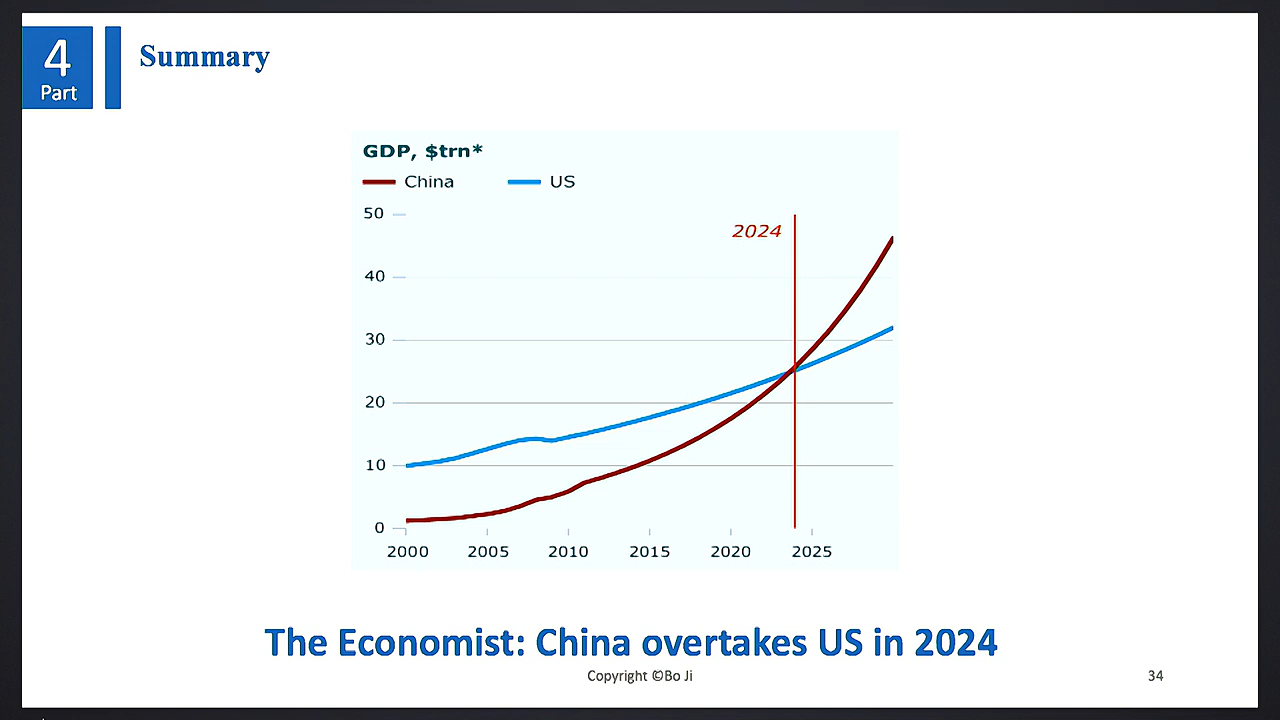 4
Part
Summary
GDP, $trn*
China US
50
2024
40
30
20
10
0
2000 2005 2010 2015 2020 2025
The Economist: China overtakes US in 2024
Copyright ©Bo Ji
34